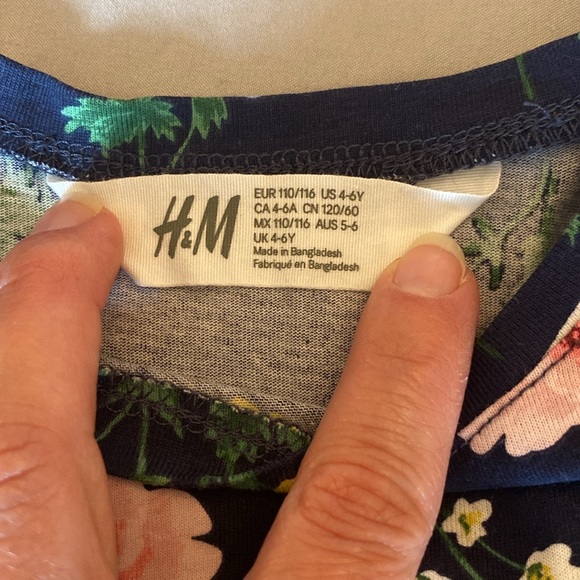 H&M
EUR 110/116 US 4-6Y
CA 4-6A CN 120/60
MX 110/116 AUS 5-6
UK 4-6Y
Made in Bangladesh
Fabriqué en Bangladesh